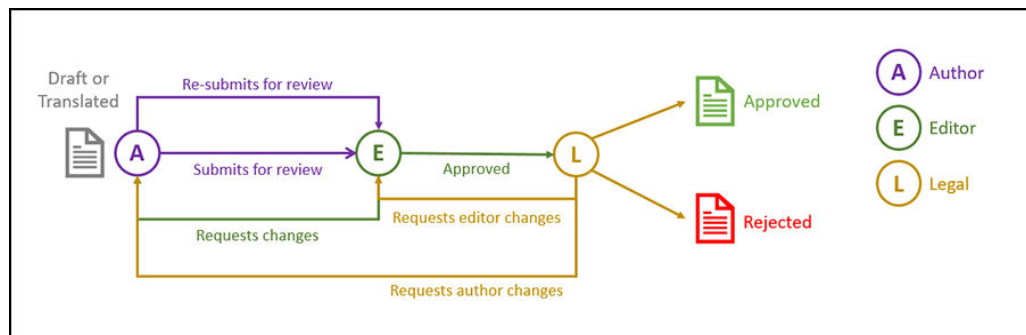 Draft or
Translated
Re-submits for review
A
Submits for review
E
Approved
L
Requests changes
Requests editor changes
Requests author changes
Approved
Rejected
A Author
E Editor
L Legal